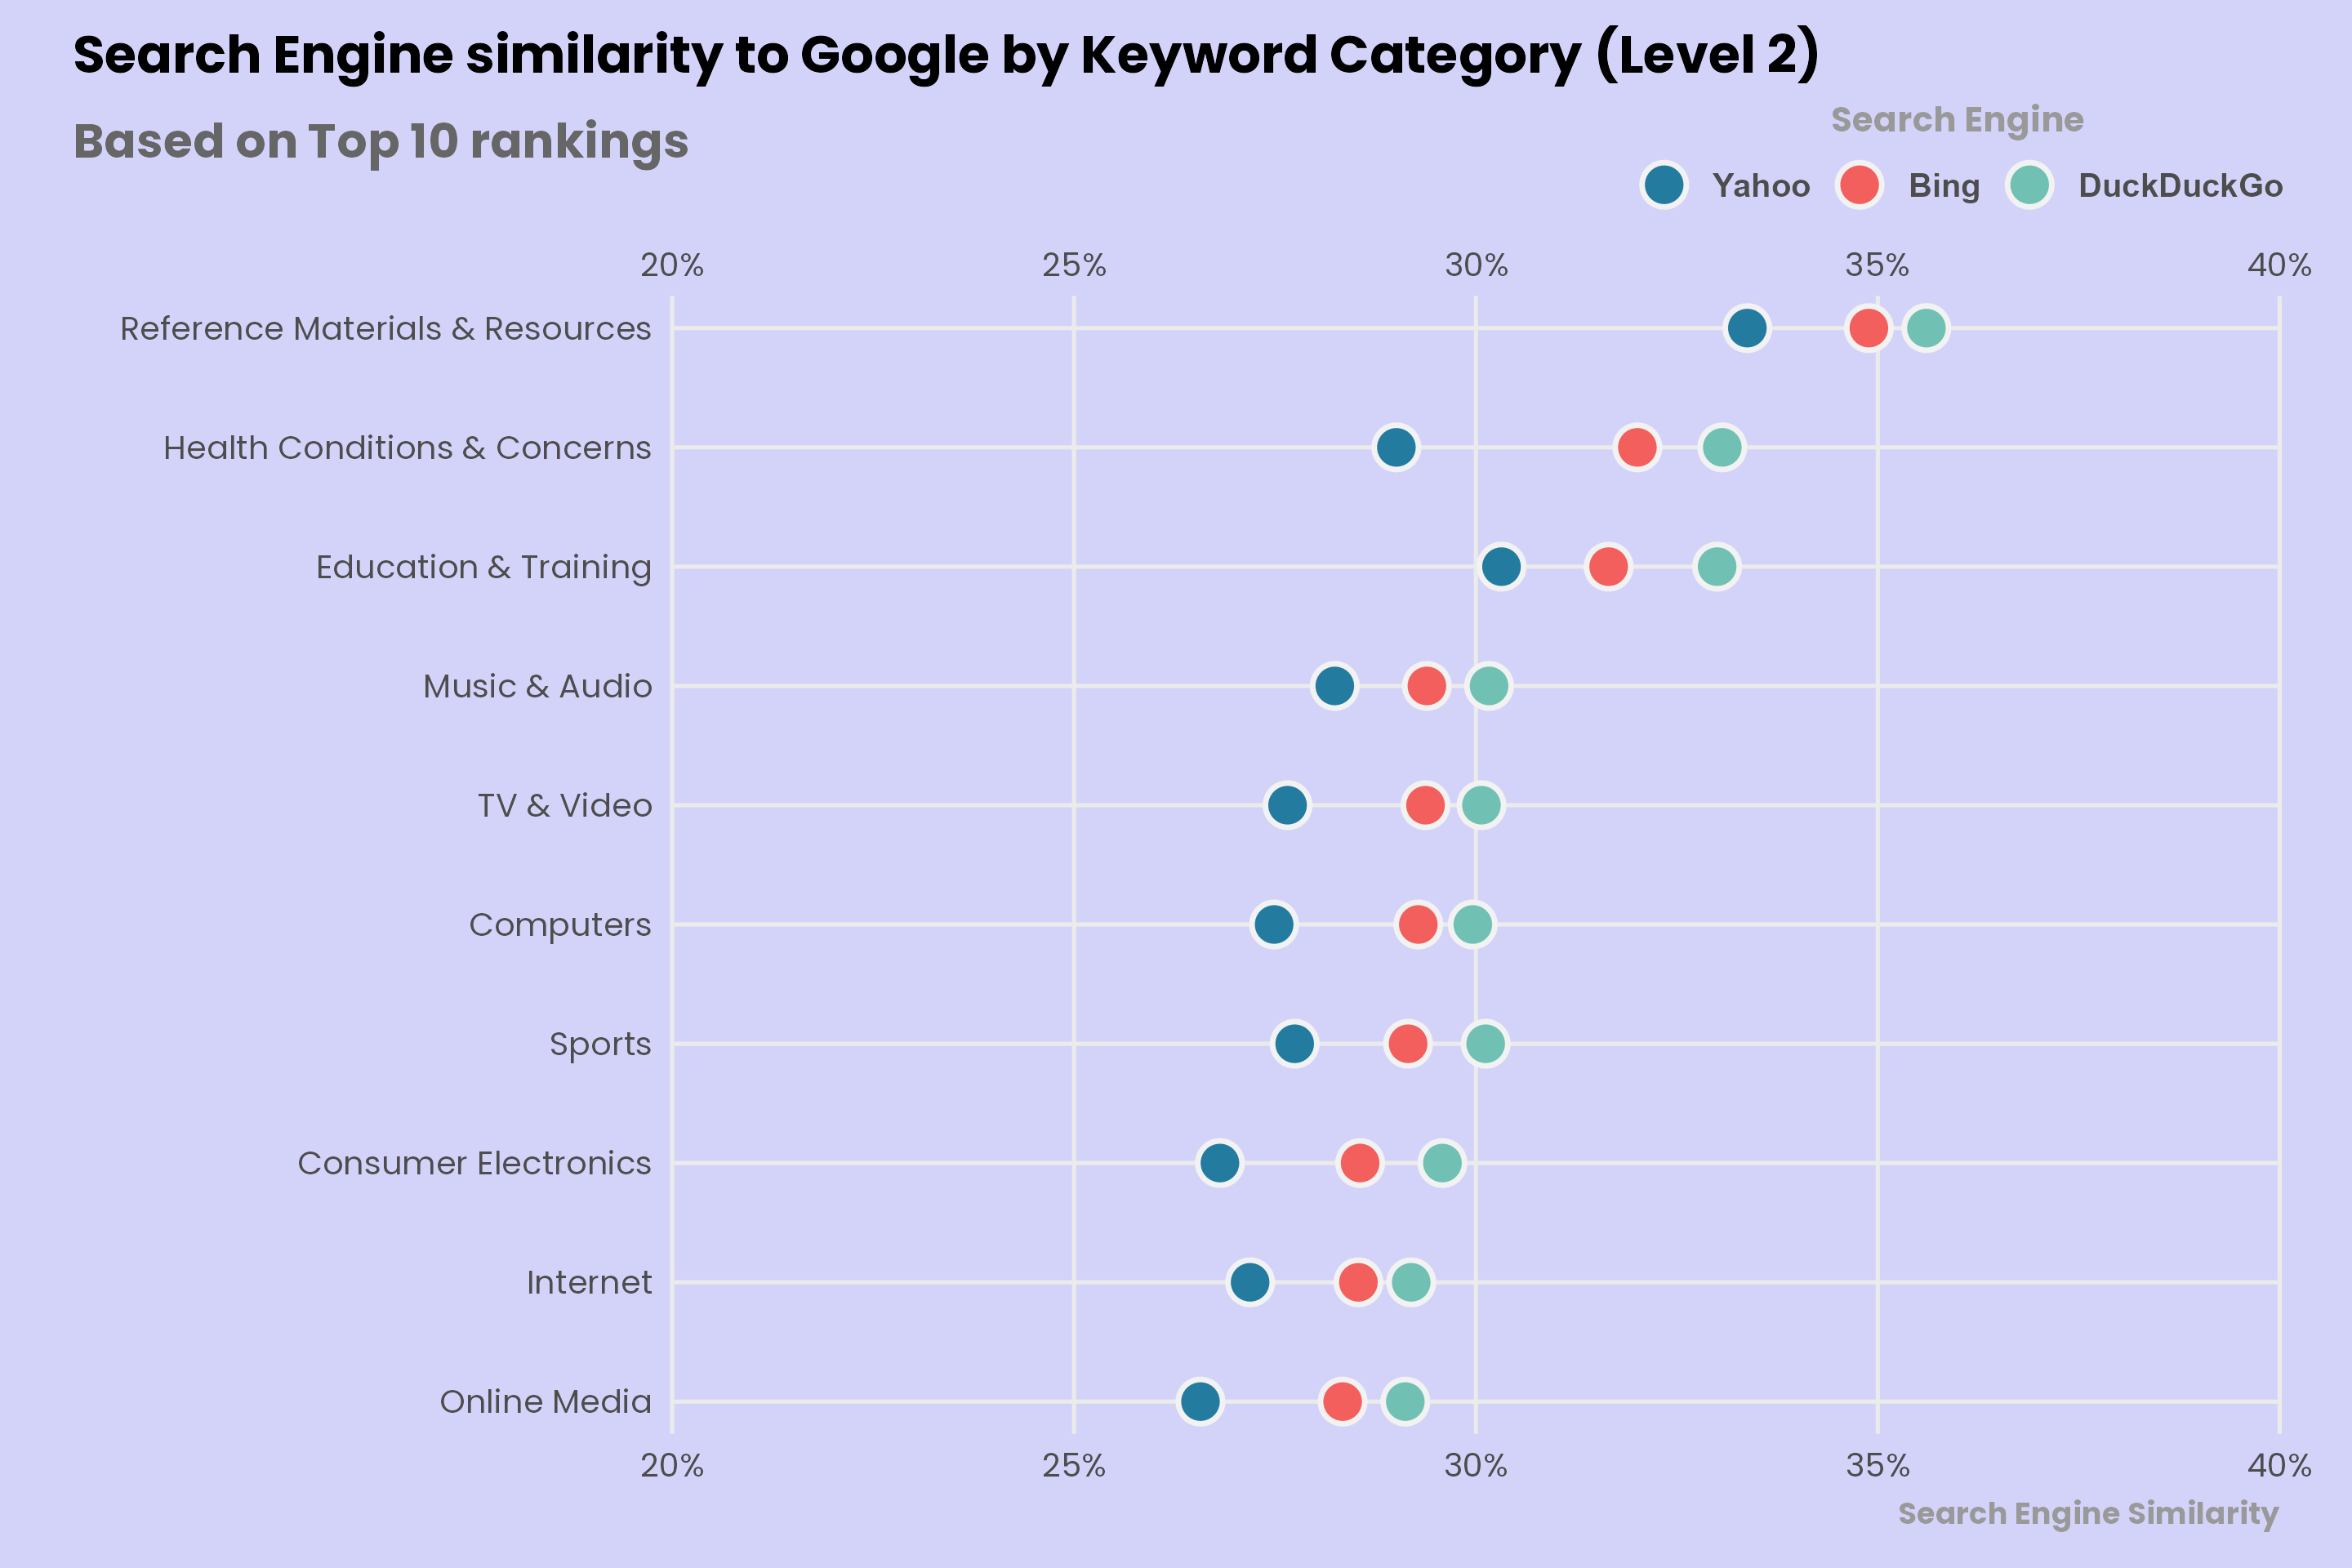 Search Engine similarity to Google by Keyword Category (Level 2)
Based on Top 10 rankings
Search Engine
Yahoo Bing DuckDuckGo
20% 25% 30% 35% 40%
Reference Materials & Resources
Health Conditions & Concerns
Education & Training
Music & Audio
TV & Video
Computers
Sports
Consumer Electronics
Internet
Online Media
20% 25% 30% 35% 40%
Search Engine Similarity